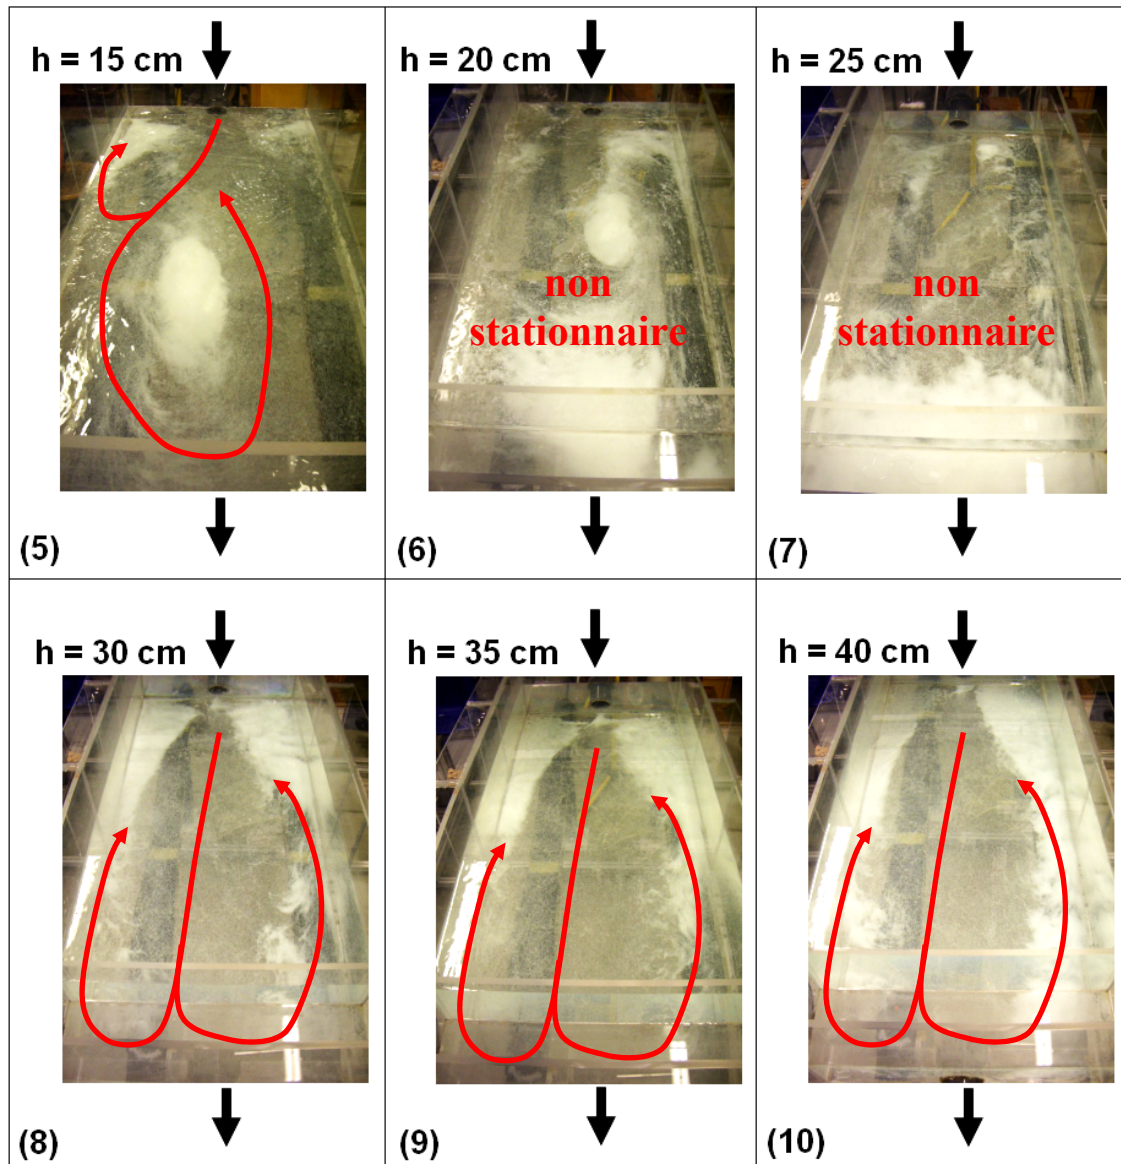 h = 15 cm
h = 20 cm
h = 25 cm
non
stationnaire
non
stationnaire
(5)
(6)
(7)
h = 30 cm
h = 35 cm
h = 40 cm
(8)
(9)
(10)